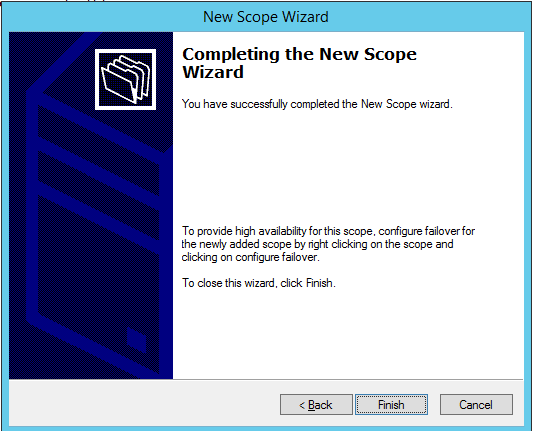 New Scope Wizard
Completing the New Scope
Wizard
You have successfully completed the New Scope wizard.
To provide high availability for this scope, configure failover for
the newly added scope by right clicking on the scope and
clicking on configure failover.
To close this wizard, click Finish.
< Back
Finish
Cancel